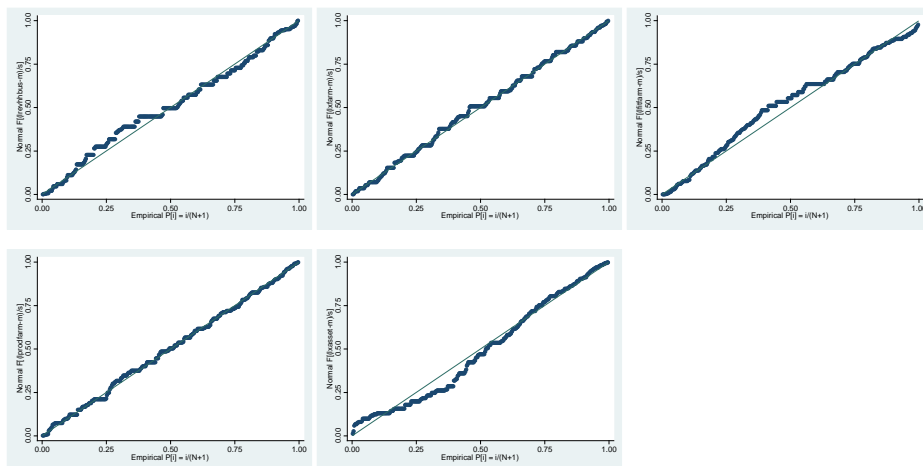 Normal F[(lrevhhbus-m)/s]
0.00 0.25 0.50 0.75 1.00
0.00 0.25 0.50 0.75 1.00
Empirical P[i] = i/(N+1)
Normal F[(lxfarm-m)/s]
0.00 0.25 0.50 0.75 1.00
0.00 0.25 0.50 0.75 1.00
Empirical P[i] = i/(N+1)
0.00 0.25 0.50 0.75 1.00
0.00 0.25 0.50 0.75 1.00
Empirical P[i] = i/(N+1)
Normal F[(lprodfarm-m)/s]
0.00 0.25 0.50 0.75 1.00
0.00 0.25 0.50 0.75 1.00
Empirical P[i] = i/(N+1)
Normal F[(lxasset-m)/s]
0.00 0.25 0.50 0.75 1.00
0.00 0.25 0.50 0.75 1.00
Empirical P[i] = i/(N+1)